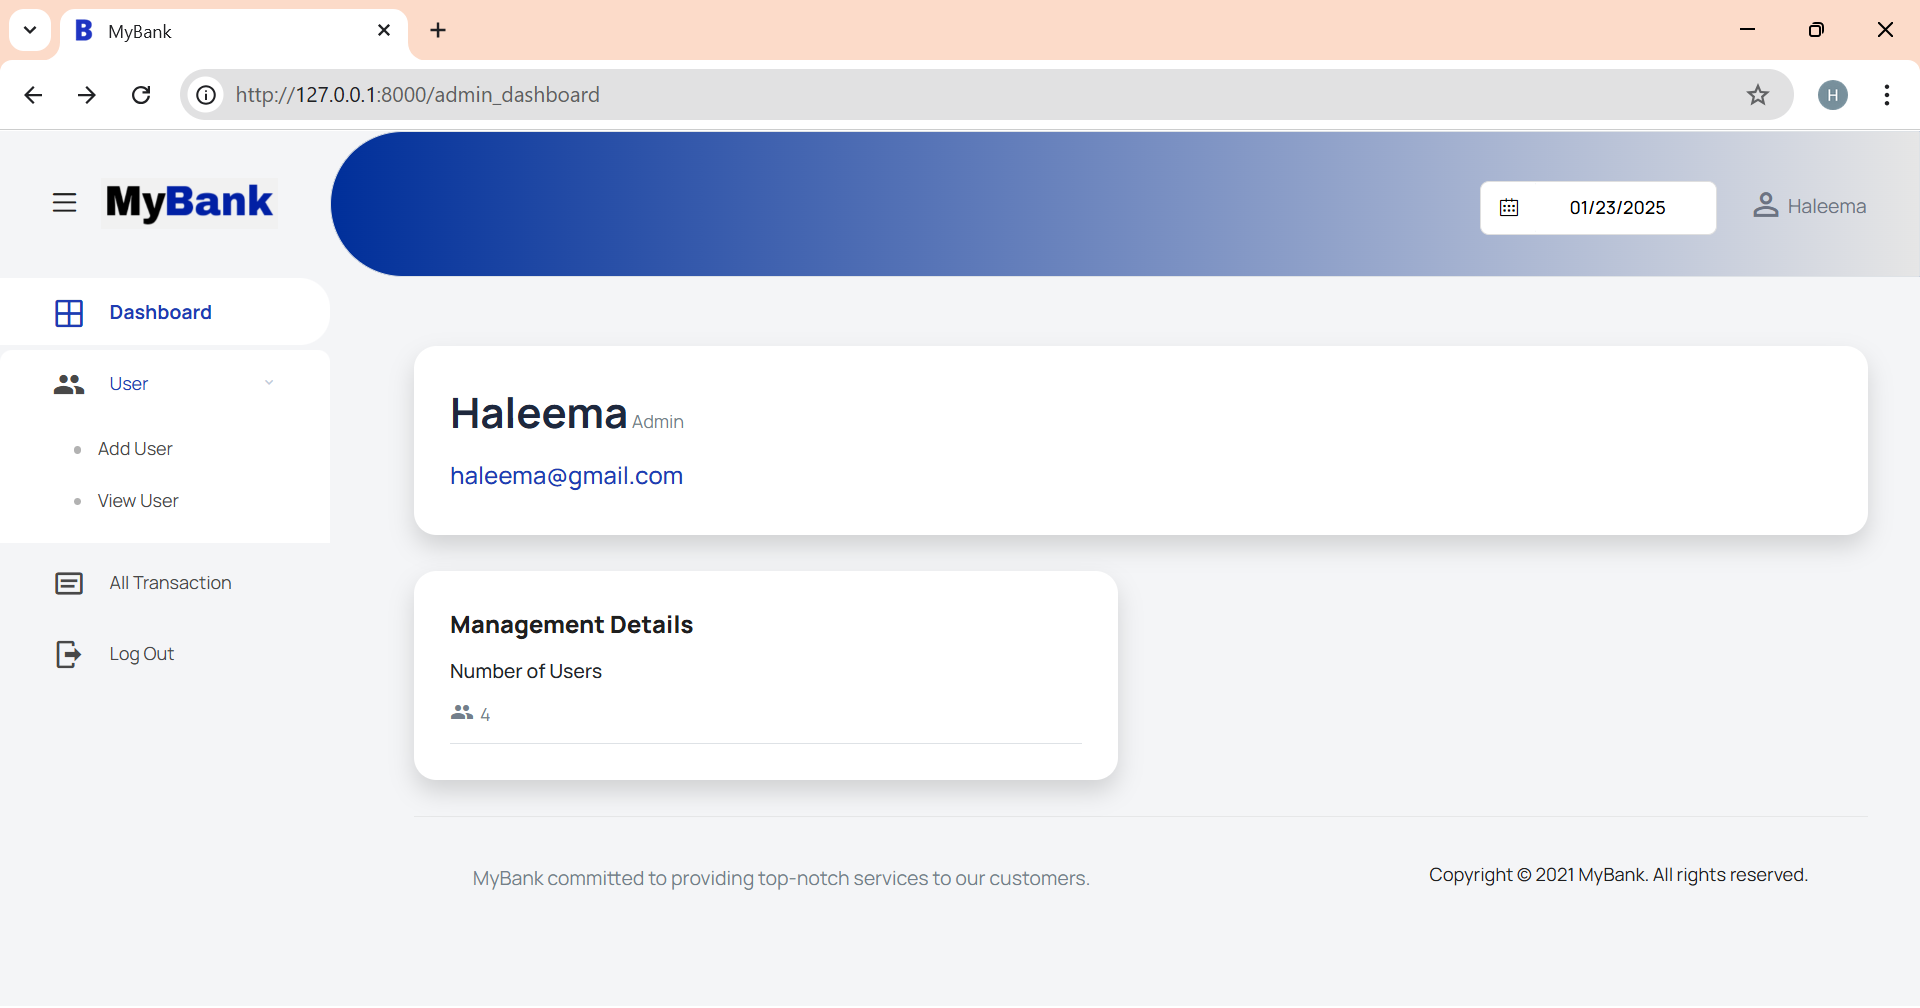 MyBank
http://127.0.0.1:8000/admin_dashboard
H
MyBank
01/23/2025
Haleema
Dashboard
User
Add User
View User
All Transaction
Log Out
Haleema Admin
haleema@gmail.com
Management Details
Number of Users
4
MyBank committed to providing top-notch services to our customers.
Copyright © 2021 MyBank. All rights reserved.